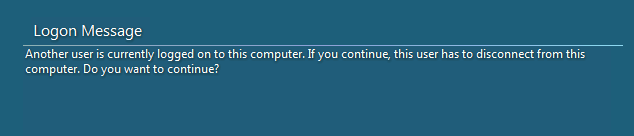 Logon Message
Another user is currently logged on to this computer. If you continue, this user has to disconnect from this
computer. Do you want to continue?